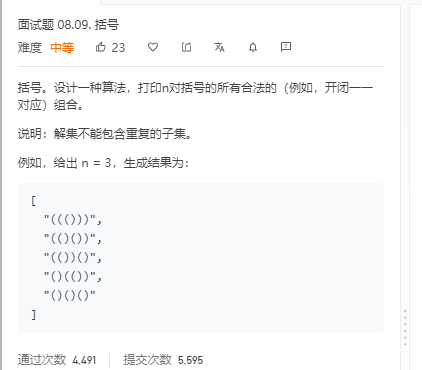 面试题 08.09. 括号
难度 中等 23
括号。设计一种算法，打印n对括号的所有合法的（例如，开闭一一
对应）组合。
说明：解集不能包含重复的子集。
例如，给出 n = 3，生成结果为：
[
"((()))",
"(()())",
"(())()",
"()(())",
"()()()"
]
通过次数 4,491 提交次数 5,595